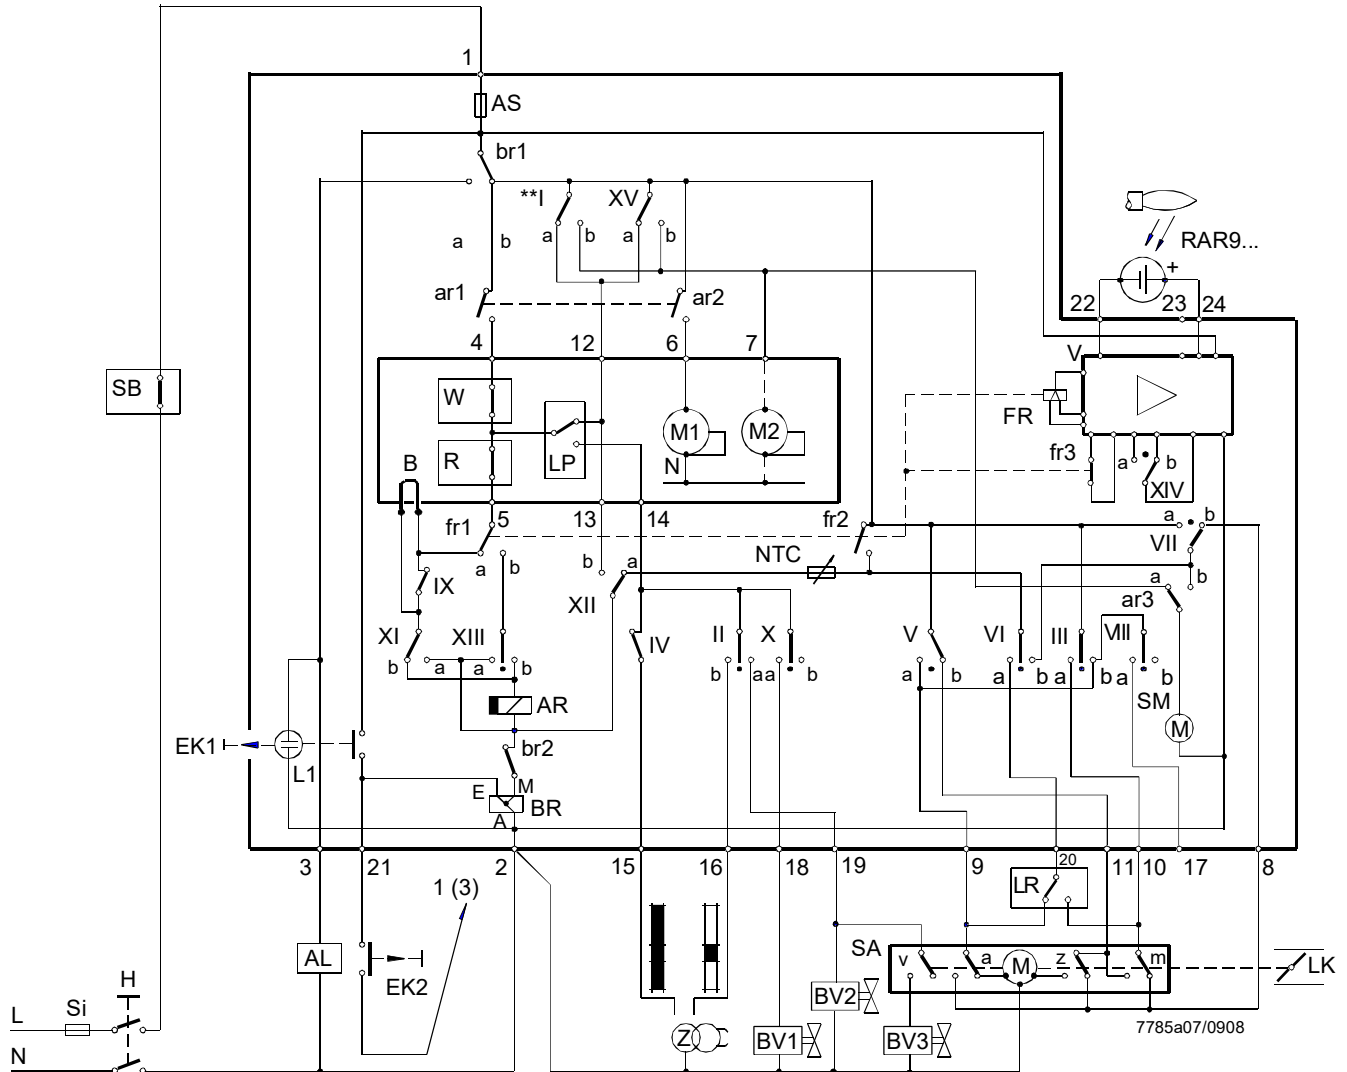 1
AS
br1
**I
XV
a
b
a
b
a
b
RAR9...
+
ar1
ar2
22
23
24
4
12
6
7
V
SB
W
M1
M2
FR
R
LP
N
B
fr3
a
b
XIV
fr1
5
13
14
fr2
a
b
VII
NTC
a
b
b
a
IX
a
b
XII
ar3
XI
XIII
IV
II
X
V
VI
III
VIII
b
a
a
b
b
a
a
b
a
b
a
b
a
b
a
b
AR
SM
M
EK1
L1
br2
E
M
BR
A
3
21
2
15
16
18
19
9
20
11
10
17
8
1 (3)
LR
AL
EK2
SA
v
a
M
z
m
LK
H
BV2
L
Si
Z
BV1
BV3
7785a07/0908
N